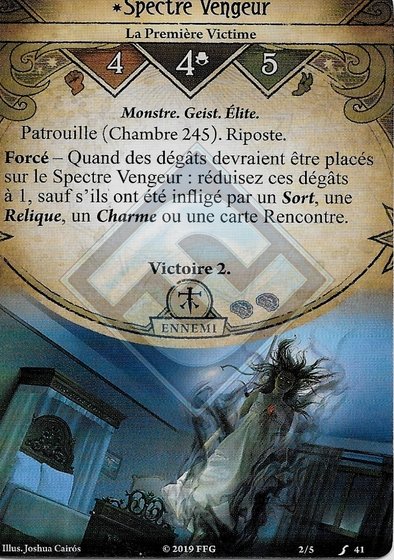 *Spectre Vengeur
La Première Victime
4 4 5
Monstre. Geist. Élite.
Patrouille (Chambre 245). Riposte.
Forcé – Quand des dégâts devraient être placés
sur le Spectre Vengeur : réduisez ces dégâts
à 1, sauf s'ils ont été infligé par un Sort, une
Relique, un Charme ou une carte Rencontre.
Victoire 2.
ENNEMI
Illus. Joshua Cairós © 2019 FFG 2/5 41